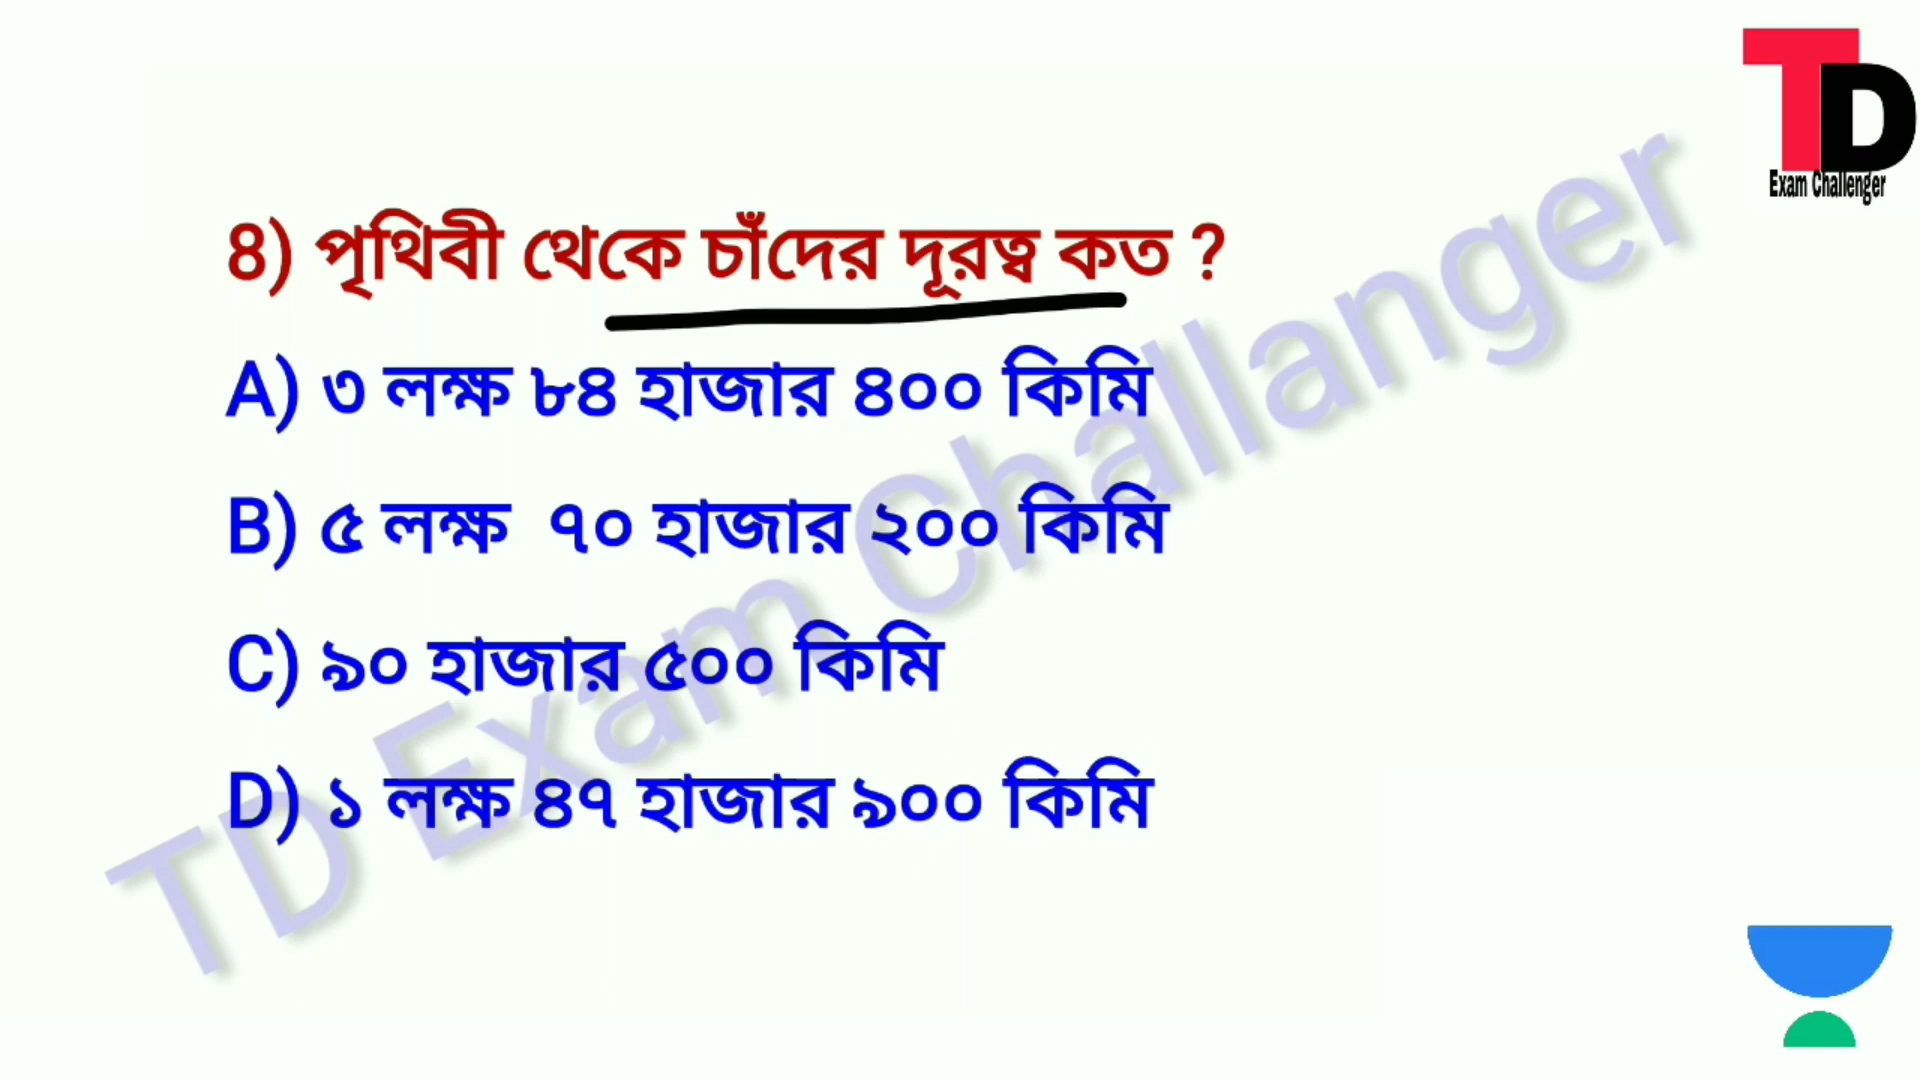 TD
Exam Challenger
8) পৃথিবী থেকে চাঁদের দূরত্ব কত ?
A) ৩ লক্ষ ৮৪ হাজার ৪০০ কিমি
B) ৫ লক্ষ ৭০ হাজার ২০০ কিমি
C) ৯০ হাজার ৫০০ কিমি
D) ১ লক্ষ ৪৭ হাজার ৯০০ কিমি
TD Exam Challanger